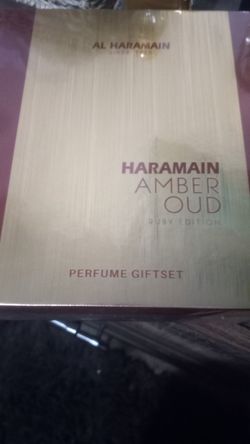 AL HARAMAIN
HARAMAIN
AMBER
OUD
RUBY EDITION
PERFUME GIFTSET